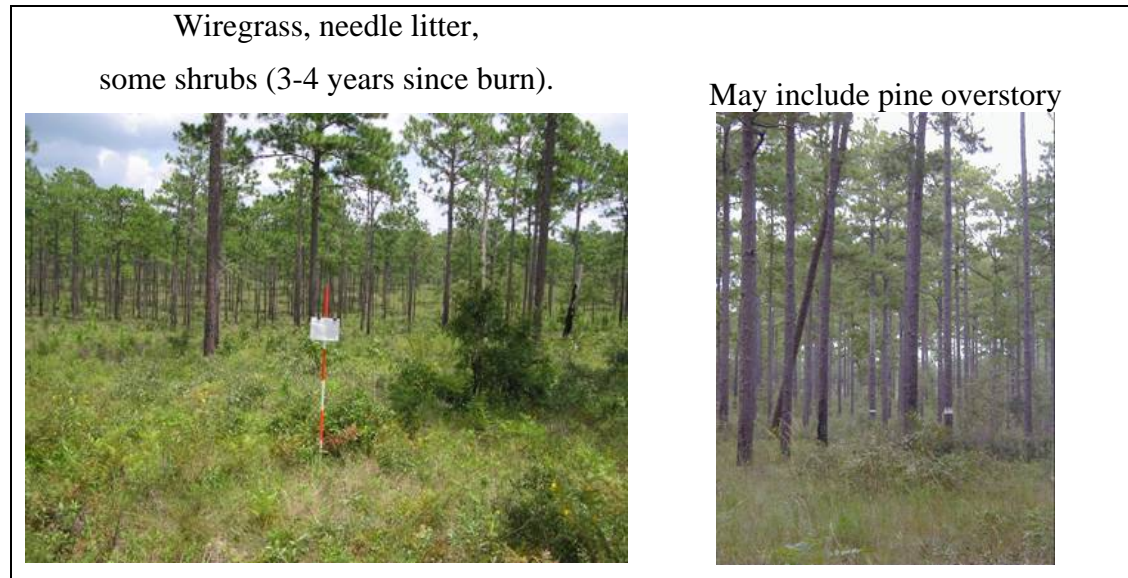 Wiregrass, needle litter,
some shrubs (3-4 years since burn).
May include pine overstory